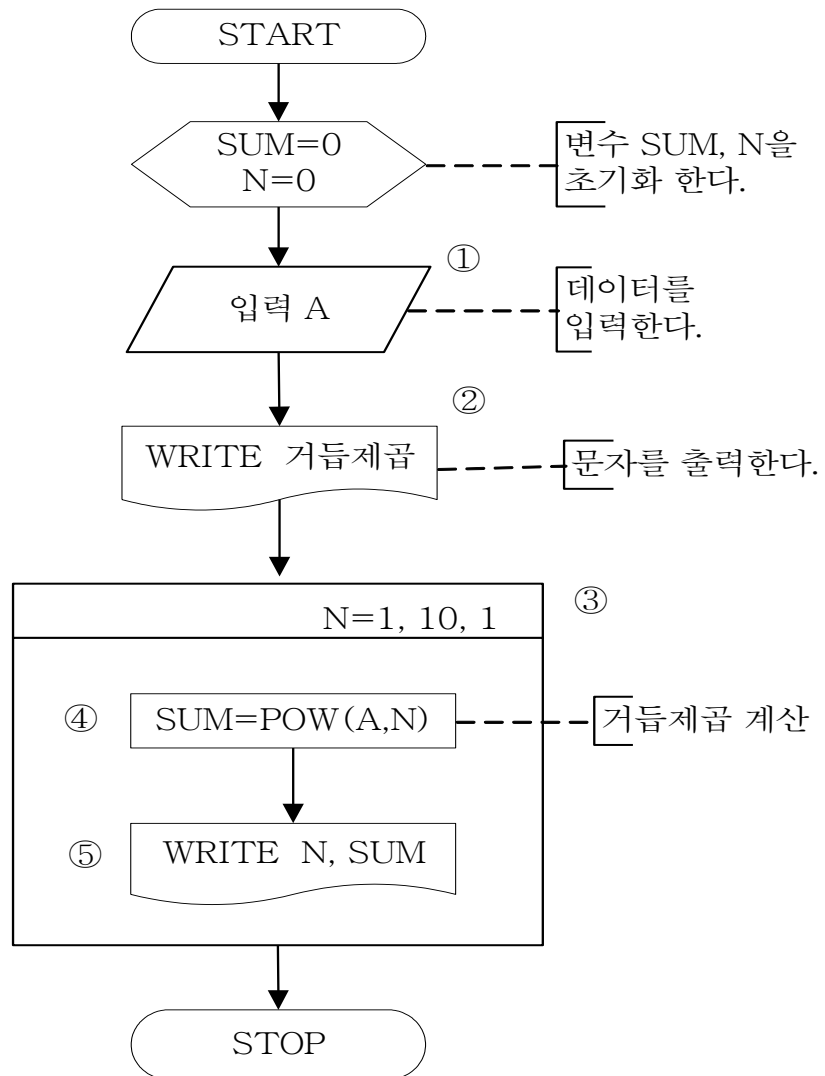 START
SUM=0
N=0
변수 SUM, N을
초기화 한다.
①
입력 A
데이터를
입력한다.
②
WRITE 거듭제곱
문자를 출력한다.
③
N=1, 10, 1
④
SUM=POW(A,N)
거듭제곱 계산
⑤
WRITE N, SUM
STOP